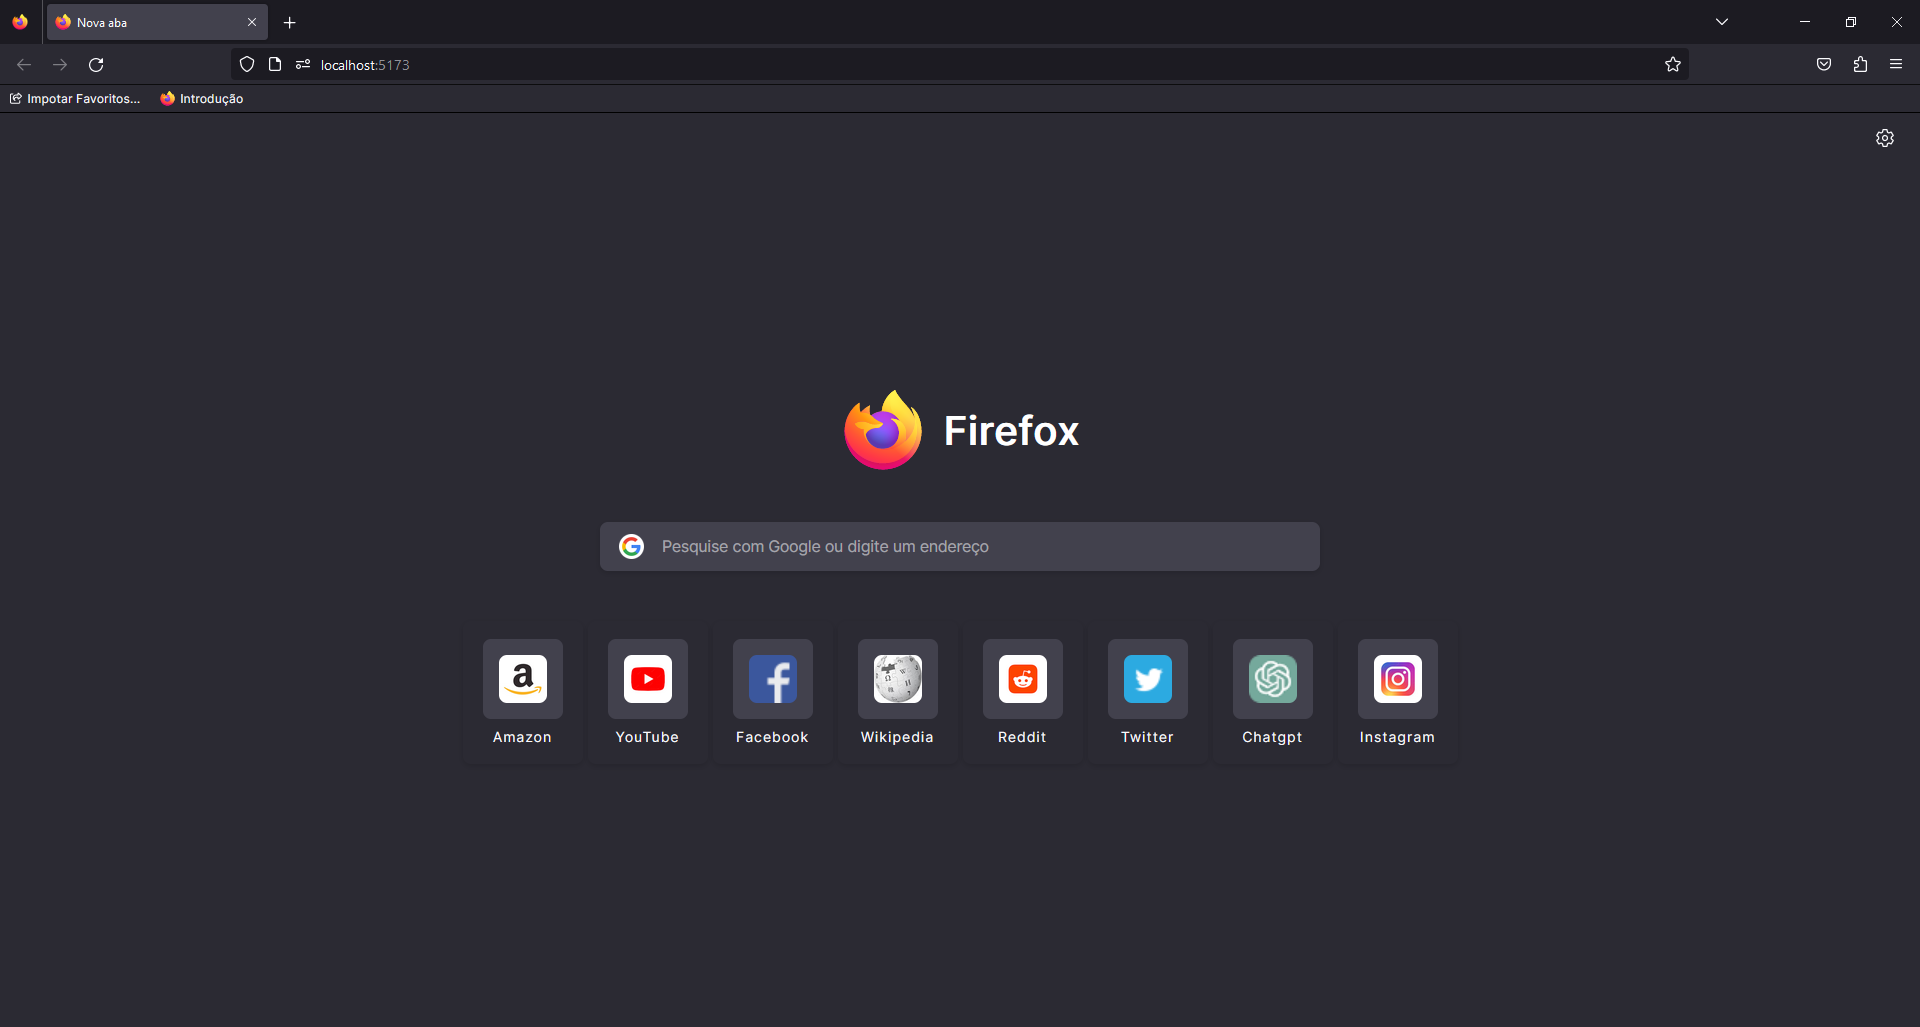 Nova aba
localhost:5173
Impotar Favoritos... Introdução
Firefox
Pesquise com Google ou digite um endereço
Amazon YouTube Facebook Wikipedia Reddit Twitter Chatgpt Instagram